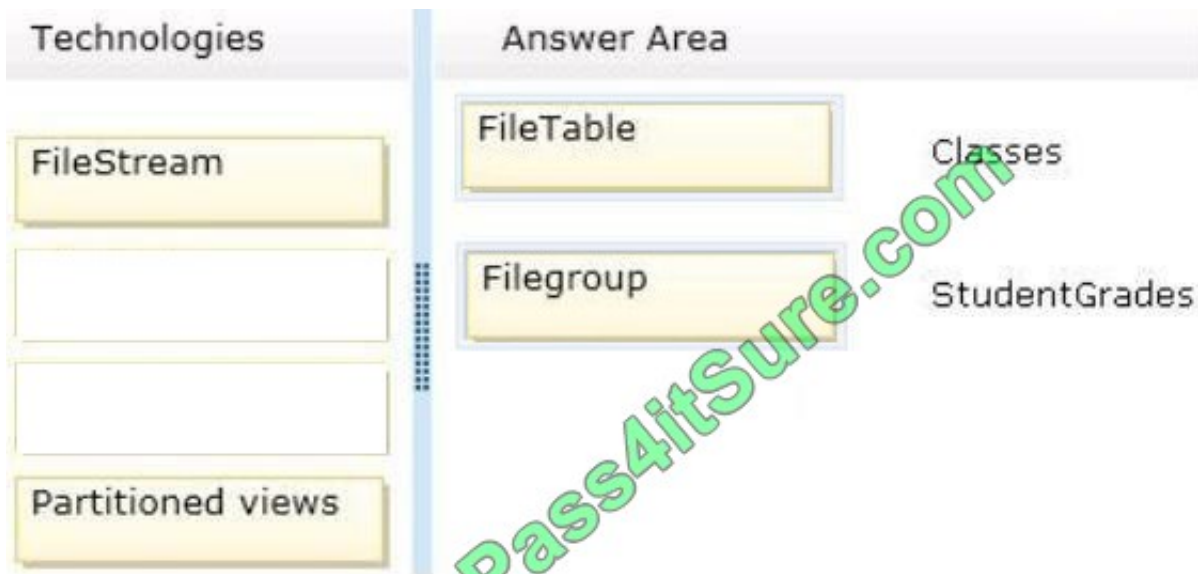 Technologies
Answer Area
FileStream
Partitioned views
FileTable
Classes
Filegroup
StudentGrades
Pass4itSure.com